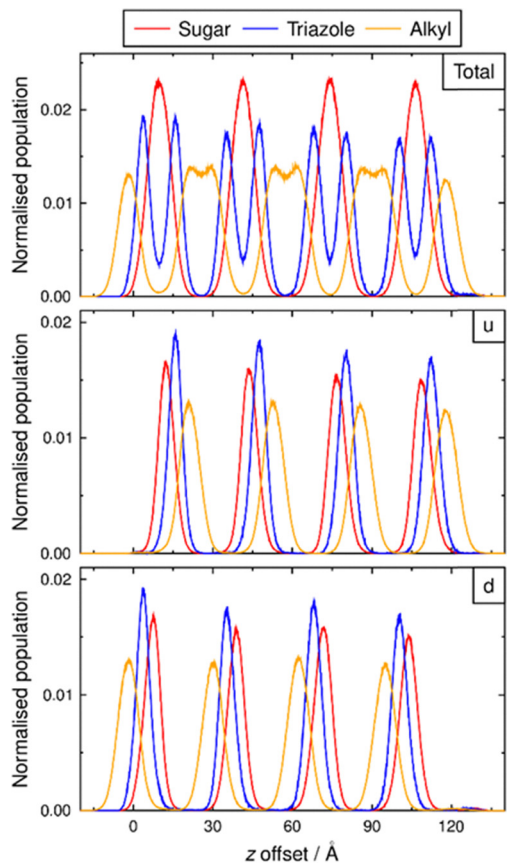 Sugar Triazole Alkyl
Total
Normalised population
0.02
0.01
0.00
u
Normalised population
0.02
0.01
0.00
d
Normalised population
0.02
0.01
0.00
0 30 60 90 120
z offset / Å